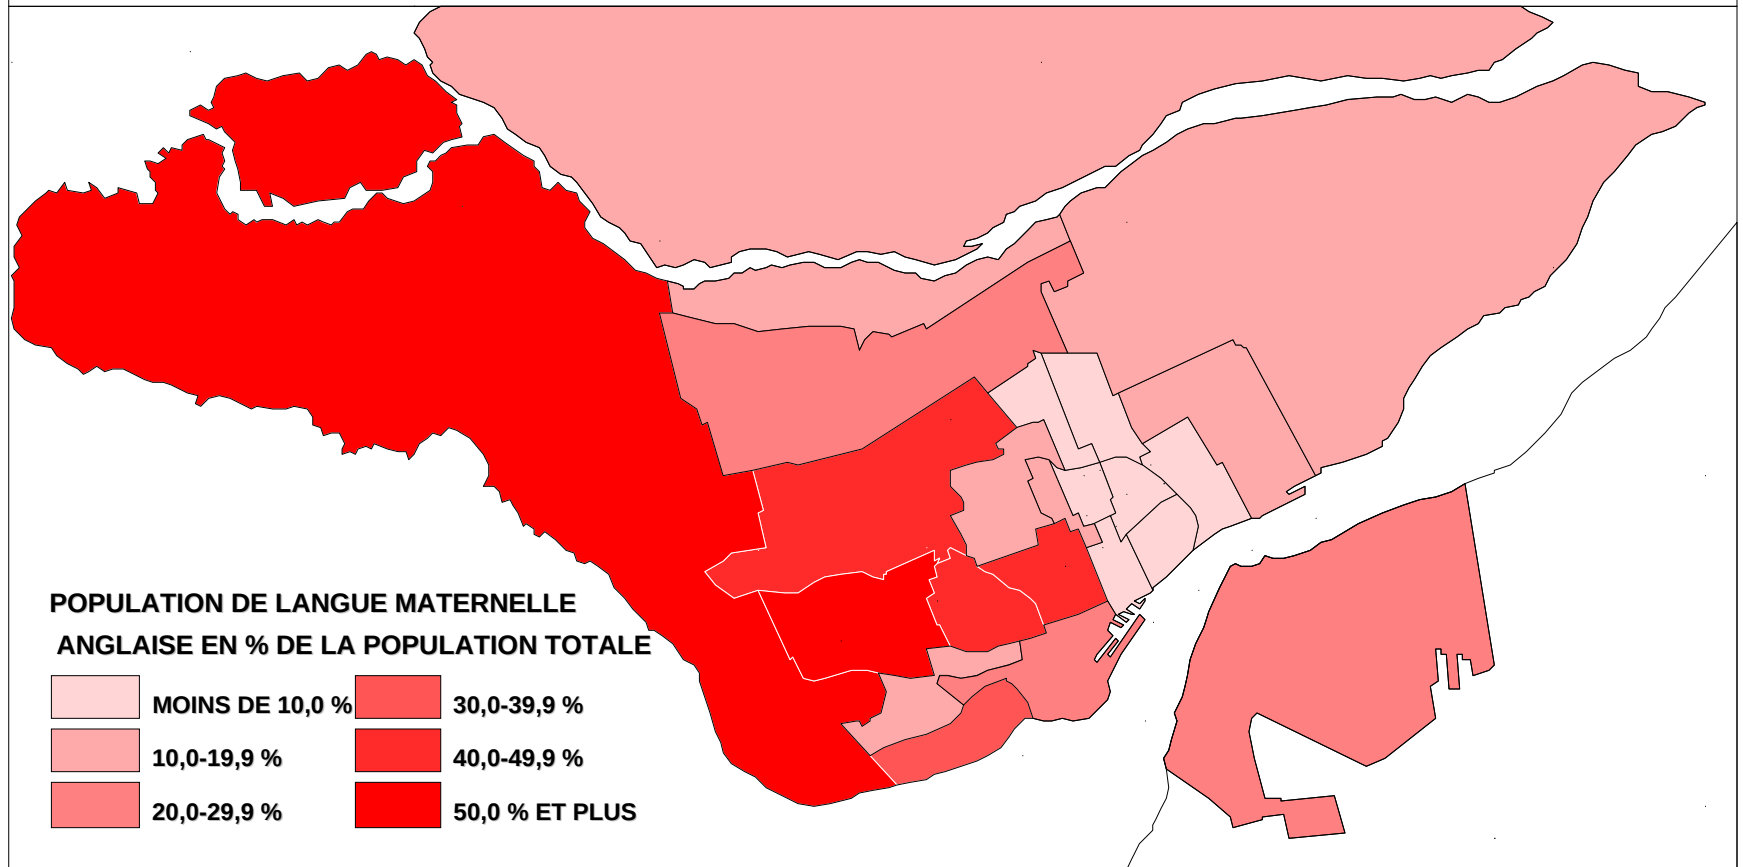 POPULATION DE LANGUE MATERNELLE
ANGLAISE EN % DE LA POPULATION TOTALE
MOINS DE 10,0 %
30,0-39,9 %
10,0-19,9 %
40,0-49,9 %
20,0-29,9 %
50,0 % ET PLUS